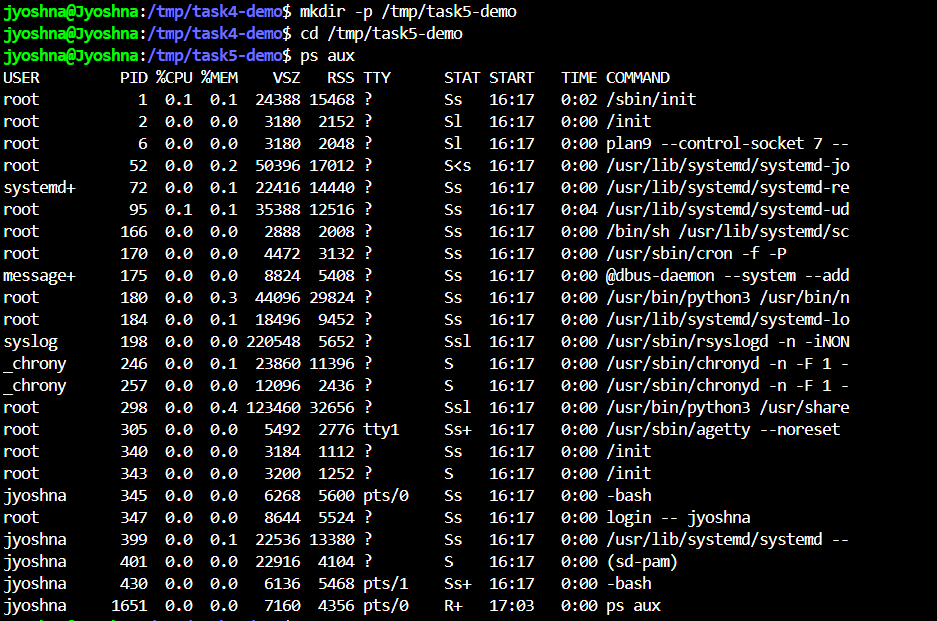 jyoshna@Jyoshna:/tmp/task4-demo$ mkdir -p /tmp/task5-demo
jyoshna@Jyoshna:/tmp/task4-demo$ cd /tmp/task5-demo
jyoshna@Jyoshna:/tmp/task5-demo$ ps aux
USER         PID %CPU %MEM    VSZ   RSS TTY      STAT START   TIME COMMAND
root           1  0.1  0.1  24388 15468 ?        Ss   16:17   0:02 /sbin/init
root           2  0.0  0.0   3180  2152 ?        Sl   16:17   0:00 /init
root           6  0.0  0.0   3180  2048 ?        Sl   16:17   0:00 plan9 --control-socket 7 --
root          52  0.0  0.2  50396 17012 ?        S<s  16:17   0:00 /usr/lib/systemd/systemd-jo
systemd+      72  0.0  0.1  22416 14440 ?        Ss   16:17   0:00 /usr/lib/systemd/systemd-re
root          95  0.1  0.1  35388 12516 ?        Ss   16:17   0:04 /usr/lib/systemd/systemd-ud
root         166  0.0  0.0   2888  2008 ?        Ss   16:17   0:00 /bin/sh /usr/lib/systemd/sc
root         170  0.0  0.0   4472  3132 ?        Ss   16:17   0:00 /usr/sbin/cron -f -P
message+     175  0.0  0.0   8824  5408 ?        Ss   16:17   0:00 @dbus-daemon --system --add
root         180  0.0  0.3  44096 29824 ?        Ss   16:17   0:00 /usr/bin/python3 /usr/bin/n
root         184  0.0  0.1  18496  9452 ?        Ss   16:17   0:00 /usr/lib/systemd/systemd-lo
syslog       198  0.0  0.0 220548  5652 ?        Ssl  16:17   0:00 /usr/sbin/rsyslogd -n -iNON
_chrony      246  0.0  0.1  23860 11396 ?        S    16:17   0:00 /usr/sbin/chronyd -n -F 1 -
_chrony      257  0.0  0.0  12096  2436 ?        S    16:17   0:00 /usr/sbin/chronyd -n -F 1 -
root         298  0.0  0.4 123460 32656 ?        Ssl  16:17   0:00 /usr/bin/python3 /usr/share
root         305  0.0  0.0   5492  2776 tty1     Ss+  16:17   0:00 /usr/sbin/agetty --noreset
root         340  0.0  0.0   3184  1112 ?        Ss   16:17   0:00 /init
root         343  0.0  0.0   3200  1252 ?        S    16:17   0:00 /init
jyoshna      345  0.0  0.0   6268  5600 pts/0    Ss   16:17   0:00 -bash
root         347  0.0  0.0   8644  5524 ?        Ss   16:17   0:00 login -- jyoshna
jyoshna      399  0.0  0.1  22536 13380 ?        Ss   16:17   0:00 /usr/lib/systemd/systemd --
jyoshna      401  0.0  0.0  22916  4104 ?        S    16:17   0:00 (sd-pam)
jyoshna      430  0.0  0.0   6136  5468 pts/1    Ss+  16:17   0:00 -bash
jyoshna     1651  0.0  0.0   7160  4356 pts/0    R+   17:03   0:00 ps aux